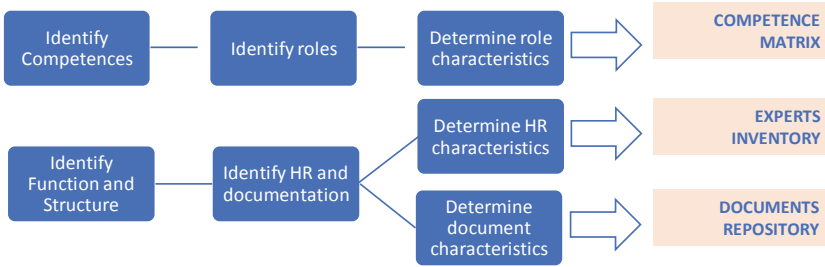 Identify
Competences
Identify roles
Determine role
characteristics
COMPETENCE
MATRIX
Identify
Function and
Structure
Identify HR and
documentation
Determine HR
characteristics
EXPERTS
INVENTORY
Determine
document
characteristics
DOCUMENTS
REPOSITORY